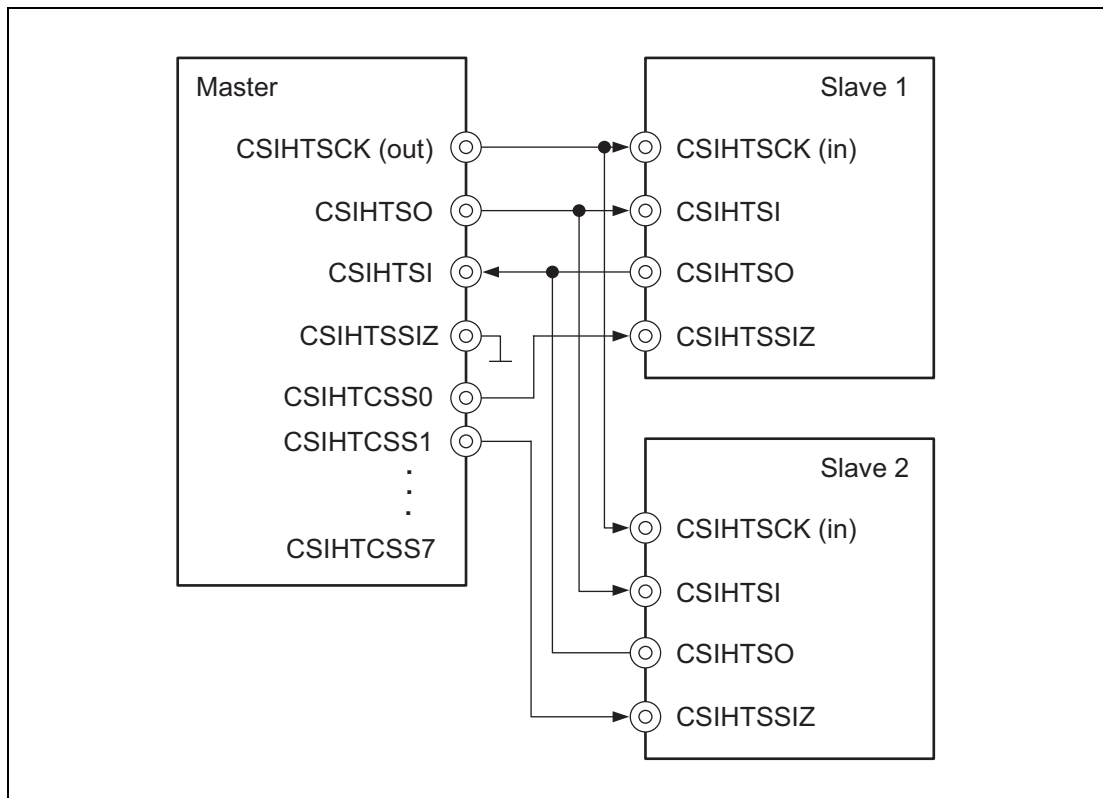 Master
CSIHTSCK (out)
CSIHTSO
CSIHTSI
CSIHTSSIZ
CSIHTCSS0
CSIHTCSS1
CSIHTCSS7
Slave 1
CSIHTSCK (in)
CSIHTSI
CSIHTSO
CSIHTSSIZ
Slave 2
CSIHTSCK (in)
CSIHTSI
CSIHTSO
CSIHTSSIZ